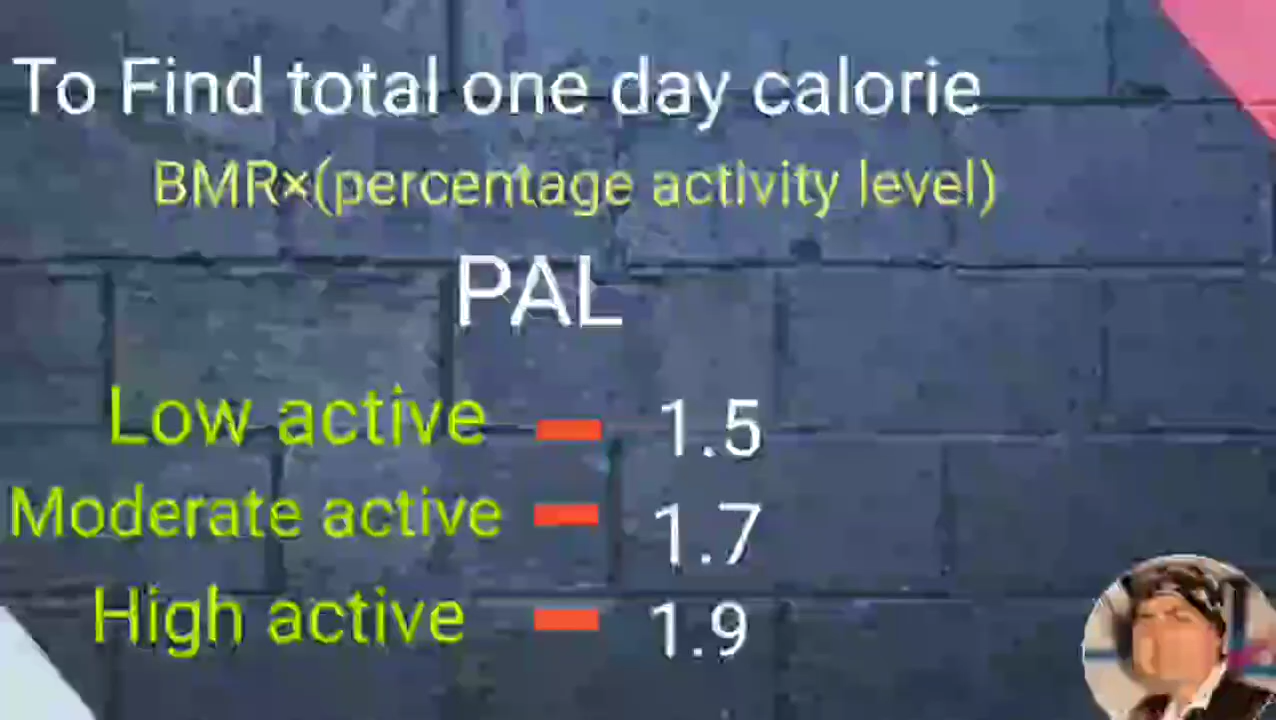 To Find total one day calorie
BMR×(percentage activity level)
PAL
Low active - 1.5
Moderate active - 1.7
High active - 1.9